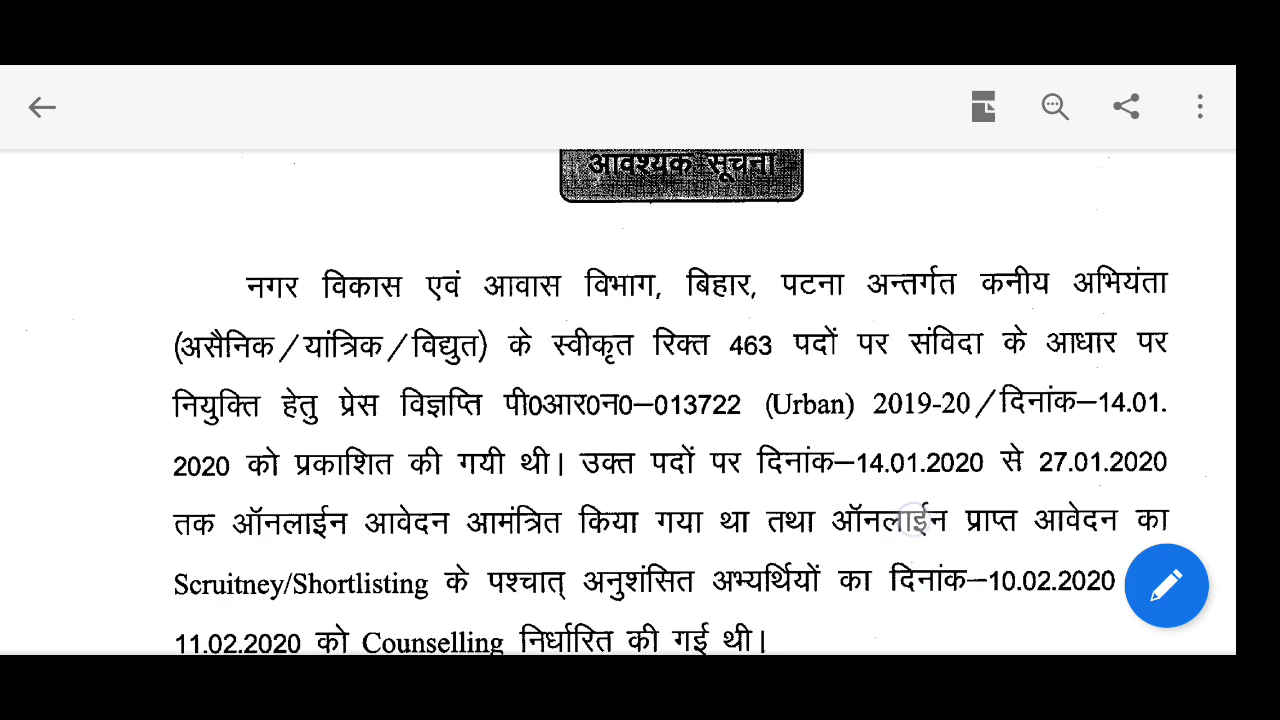 आवश्यक सूचना
नगर विकास एवं आवास विभाग, बिहार, पटना अन्तर्गत कनीय अभियंता
(असैनिक/यांत्रिक/विद्युत) के स्वीकृत रिक्त 463 पदों पर संविदा के आधार पर
नियुक्ति हेतु प्रेस विज्ञप्ति पी0आर0न0–013722 (Urban) 2019-20/दिनांक–14.01.
2020 को प्रकाशित की गयी थी। उक्त पदों पर दिनांक–14.01.2020 से 27.01.2020
तक ऑनलाईन आवेदन आमंत्रित किया गया था तथा ऑनलाईन प्राप्त आवेदन का
Scruitney/Shortlisting के पश्चात् अनुशंसित अभ्यर्थियों का दिनांक–10.02.2020
11.02.2020 को Counselling निर्धारित की गई थी।